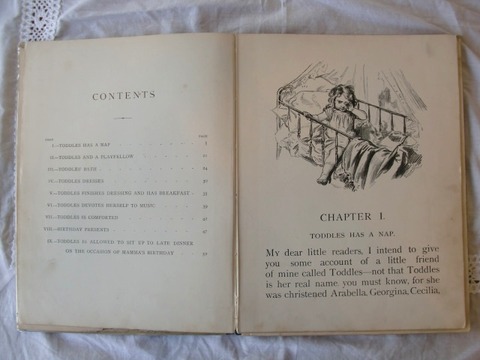 CONTENTS
PAGE
I.—TODDLES HAS A NAP
II.—TODDLES AND A PLAYFELLOW
III.—TODDLES' BATH
IV.—TODDLES DRESSES
V.—TODDLES FINISHES DRESSING AND HAS BREAKFAST
VI.—TODDLES DEVOTES HERSELF TO MUSIC
VII.—TODDLES IS COMFORTED
VIII.—BIRTHDAY PRESENTS
IX.—TODDLES IS ALLOWED TO SIT UP TO LATE DINNER
ON THE OCCASION OF MAMMA'S BIRTHDAY
CHAPTER I.
TODDLES HAS A NAP.
My dear little readers, I intend to give
you some account of a little friend
of mine called Toddles—not that Toddles
is her real name you must know, for she
was christened Arabella, Georgina, Cecilia,